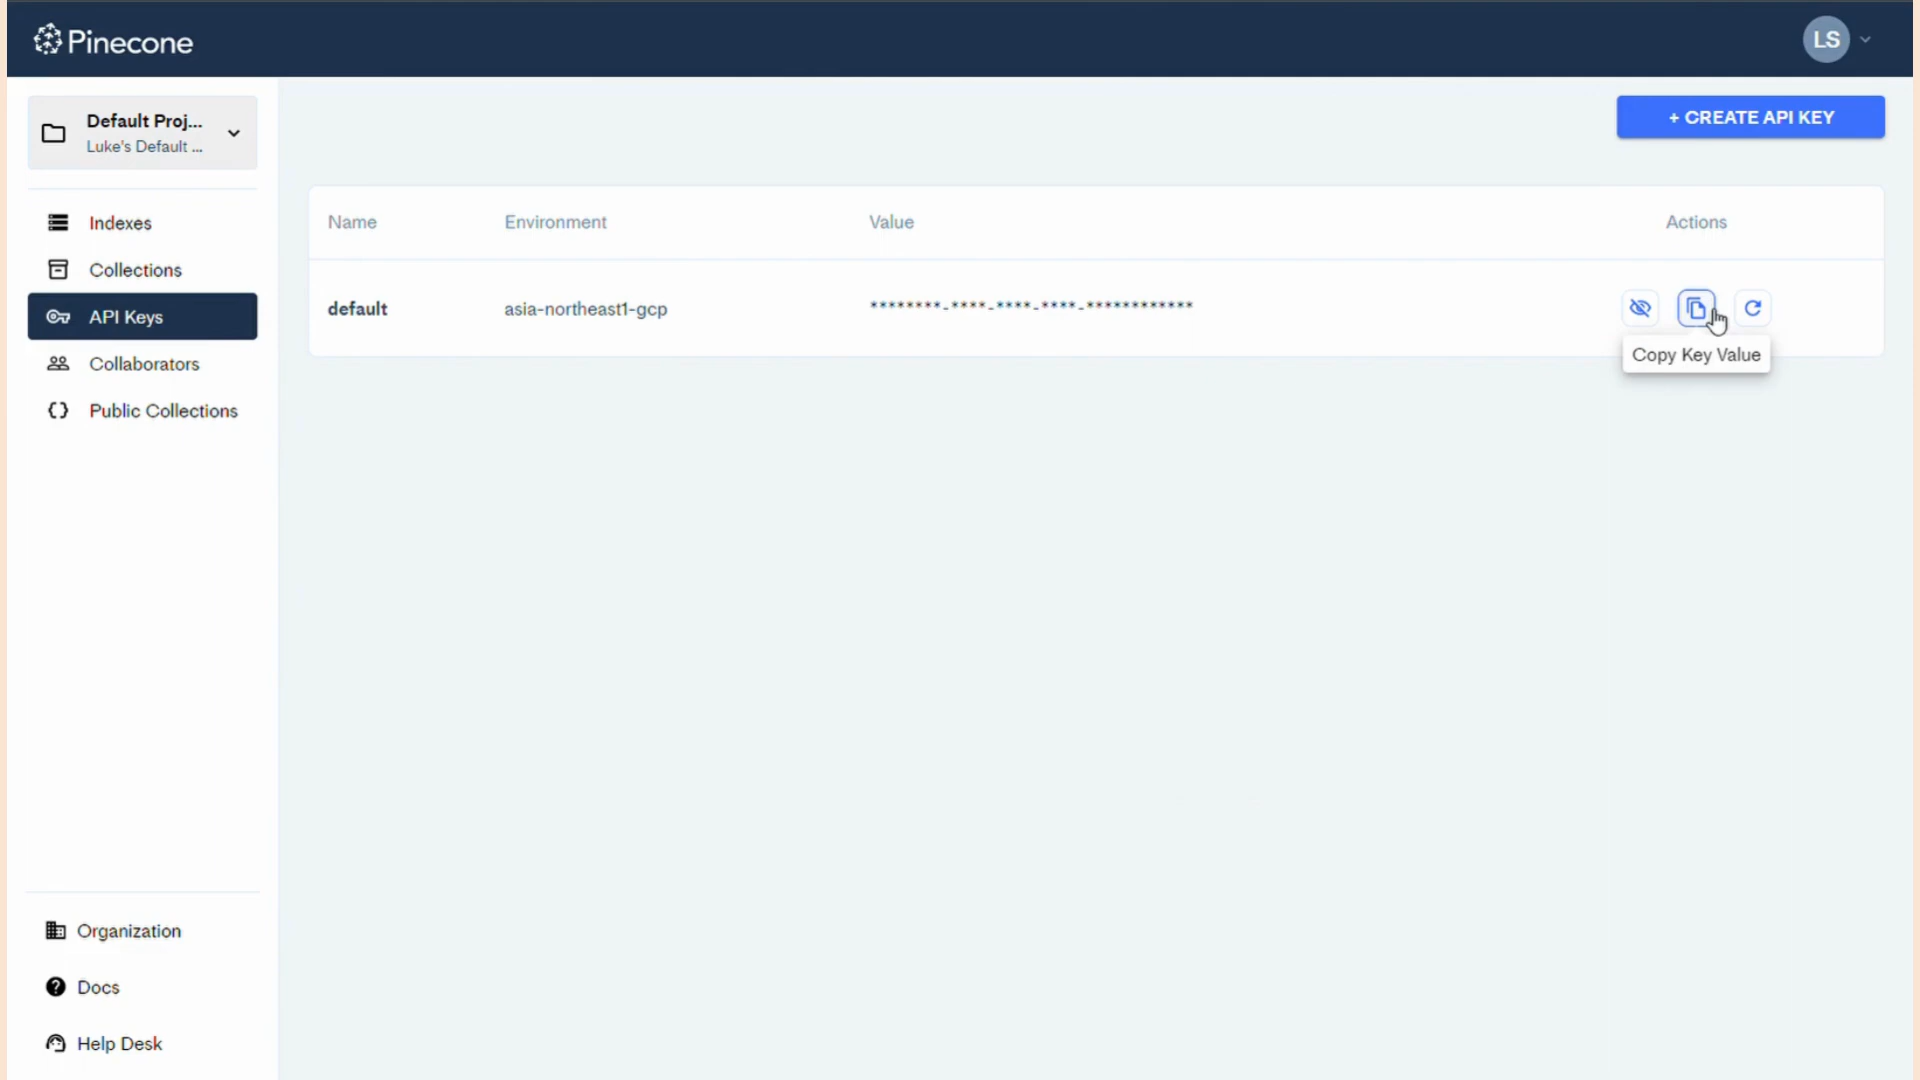 Pinecone
LS
Default Proj...
Luke's Default ...
+ CREATE API KEY
Indexes
Collections
API Keys
Collaborators
Public Collections
Name Environment Value Actions
default asia-northeast1-gcp ********-****-****-****-************
Copy Key Value
Organization
Docs
Help Desk